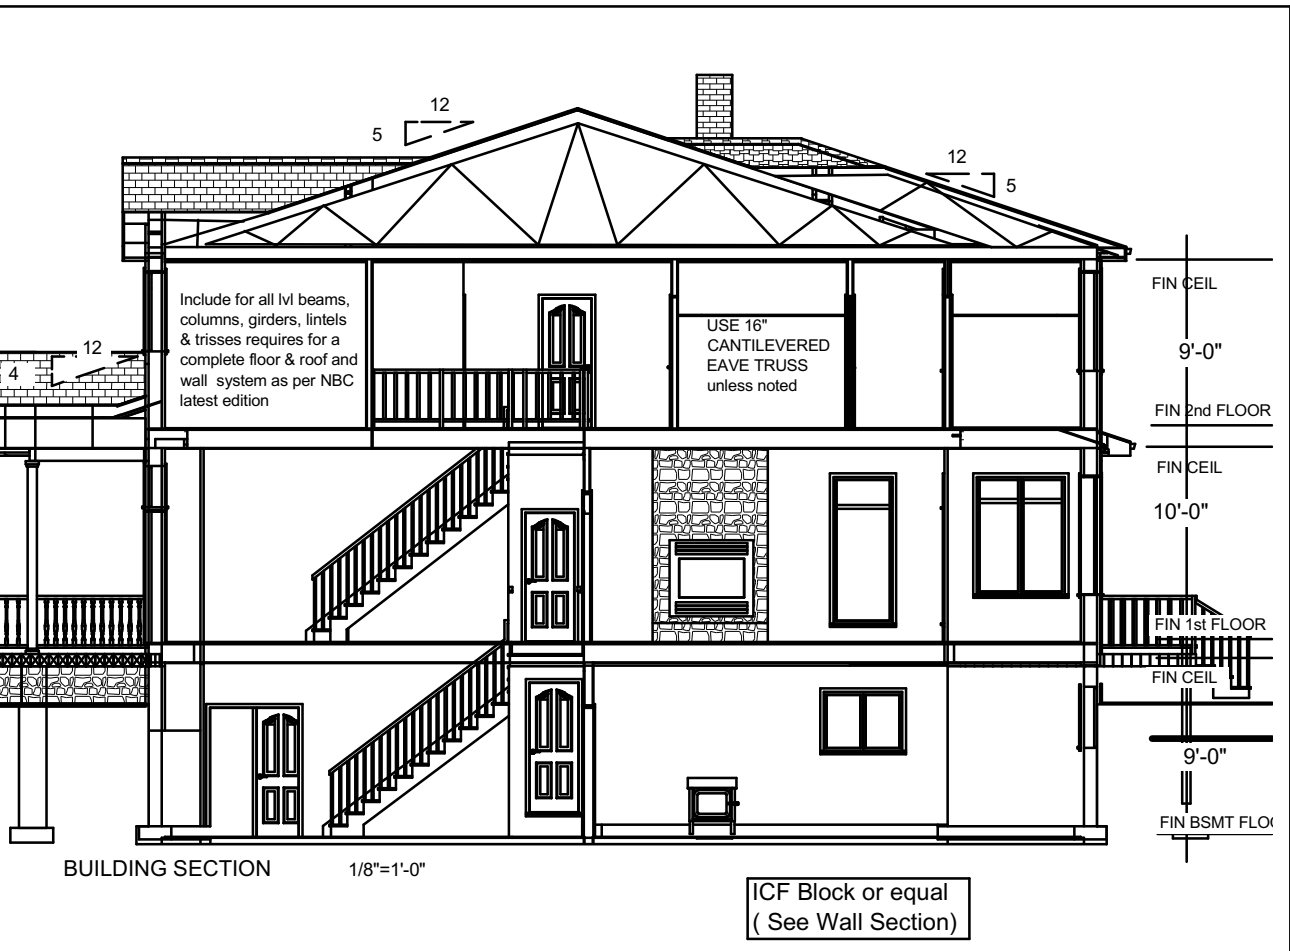 12
5
12
5
FIN CEIL
Include for all lvl beams,
columns, girders, lintels
& trisses requires for a
complete floor & roof and
wall system as per NBC
latest edition
USE 16"
CANTILEVERED
EAVE TRUSS
unless noted
12
4
9'-0"
FIN 2nd FLOOR
FIN CEIL
10'-0"
FIN 1st FLOOR
FIN CEIL
9'-0"
FIN BSMT FLOO
BUILDING SECTION 1/8"=1'-0"
ICF Block or equal
( See Wall Section)